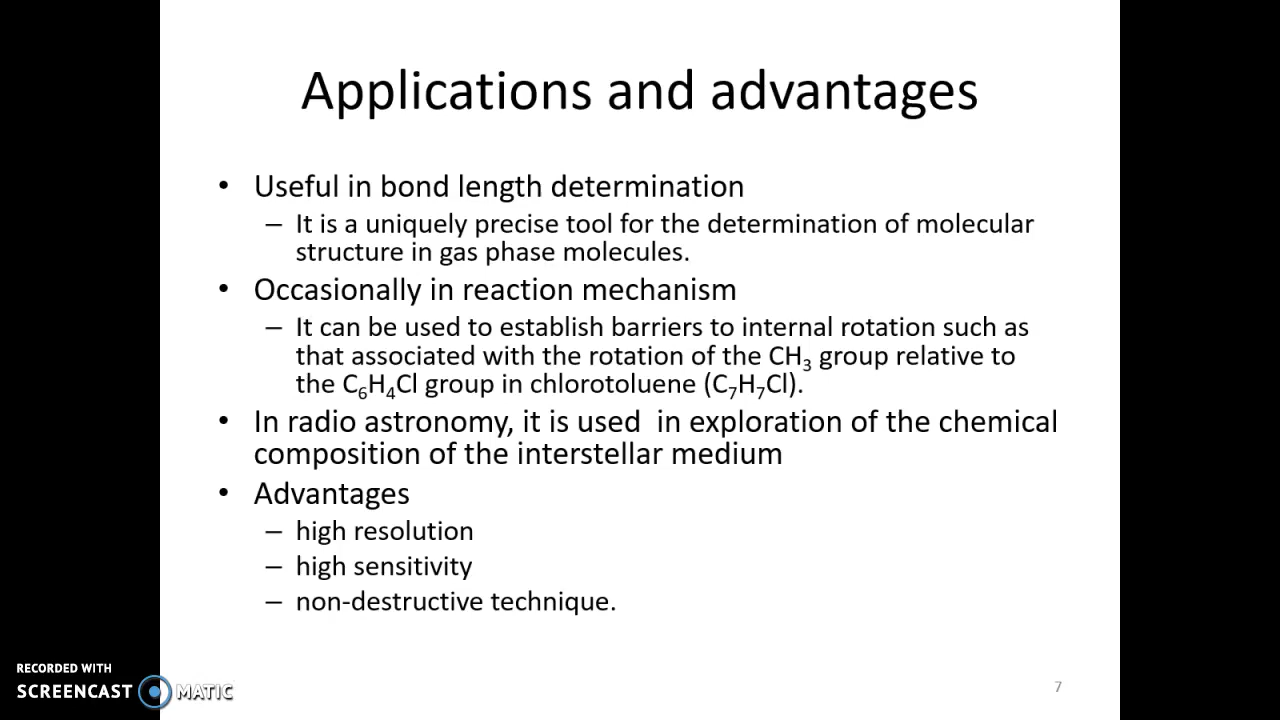 Applications and advantages
• Useful in bond length determination
– It is a uniquely precise tool for the determination of molecular
structure in gas phase molecules.
• Occasionally in reaction mechanism
– It can be used to establish barriers to internal rotation such as
that associated with the rotation of the CH₃ group relative to
the C₆H₄Cl group in chlorotoluene (C₇H₇Cl).
• In radio astronomy, it is used  in exploration of the chemical
composition of the interstellar medium
• Advantages
– high resolution
– high sensitivity
– non-destructive technique.
RECORDED WITH
SCREENCAST MATIC
7